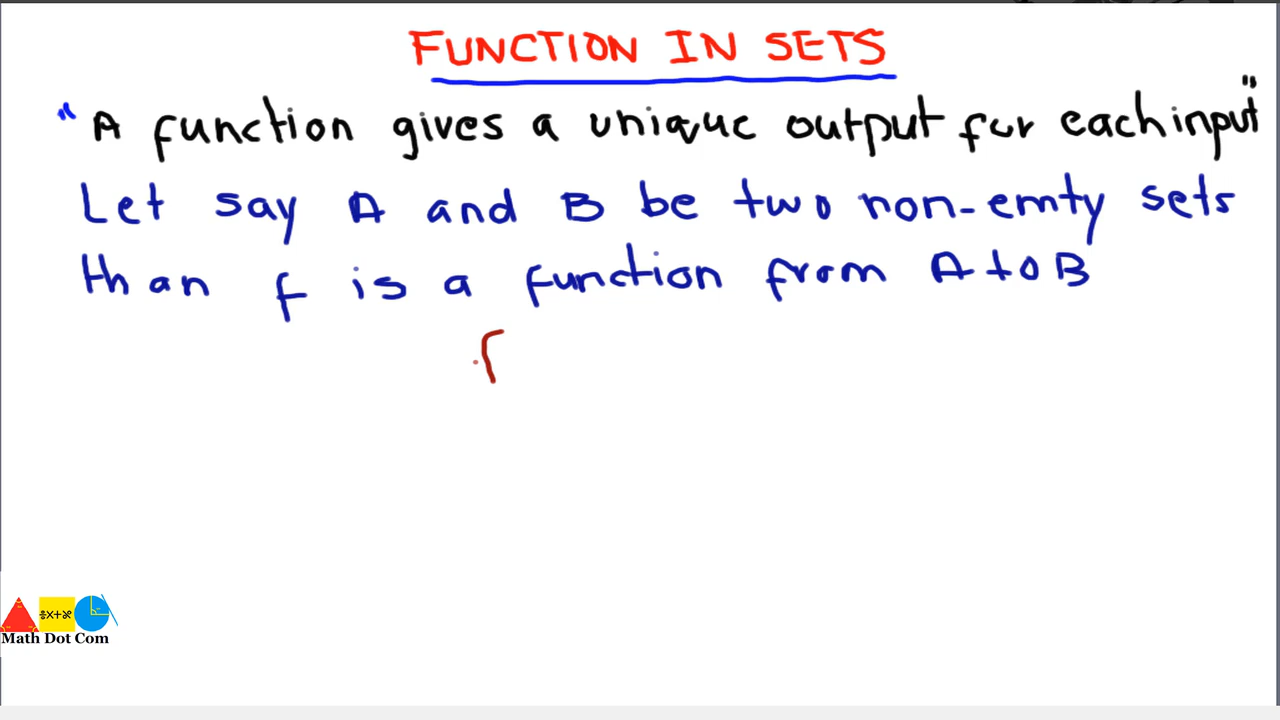 FUNCTION IN SETS
" A function gives a unique output for each input "
Let say A and B be two non-emty sets
than f is a function from A to B
Math Dot Com